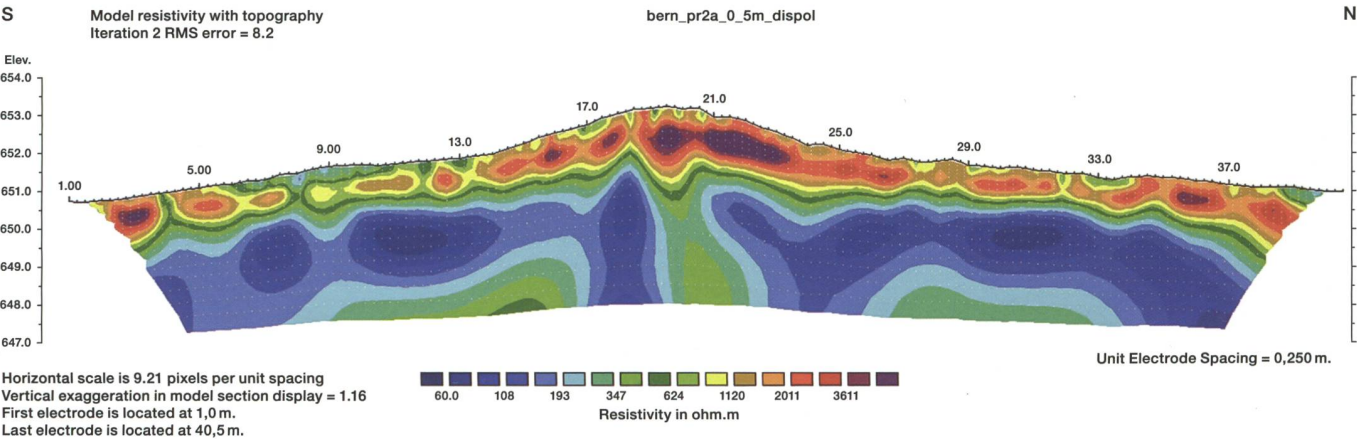 S
Model resistivity with topography
bern_pr2a_0_5m_dispol
N
Iteration 2 RMS error = 8.2
Elev.
654.0
653.0
652.0
651.0
650.0
649.0
648.0
647.0
1.00
5.00
9.00
13.0
17.0
21.0
25.0
29.0
33.0
37.0
Unit Electrode Spacing = 0,250 m.
Horizontal scale is 9.21 pixels per unit spacing
Vertical exaggeration in model section display = 1.16
First electrode is located at 1,0 m.
Last electrode is located at 40,5 m.
60.0 108 193 347 624 1120 2011 3611
Resistivity in ohm.m